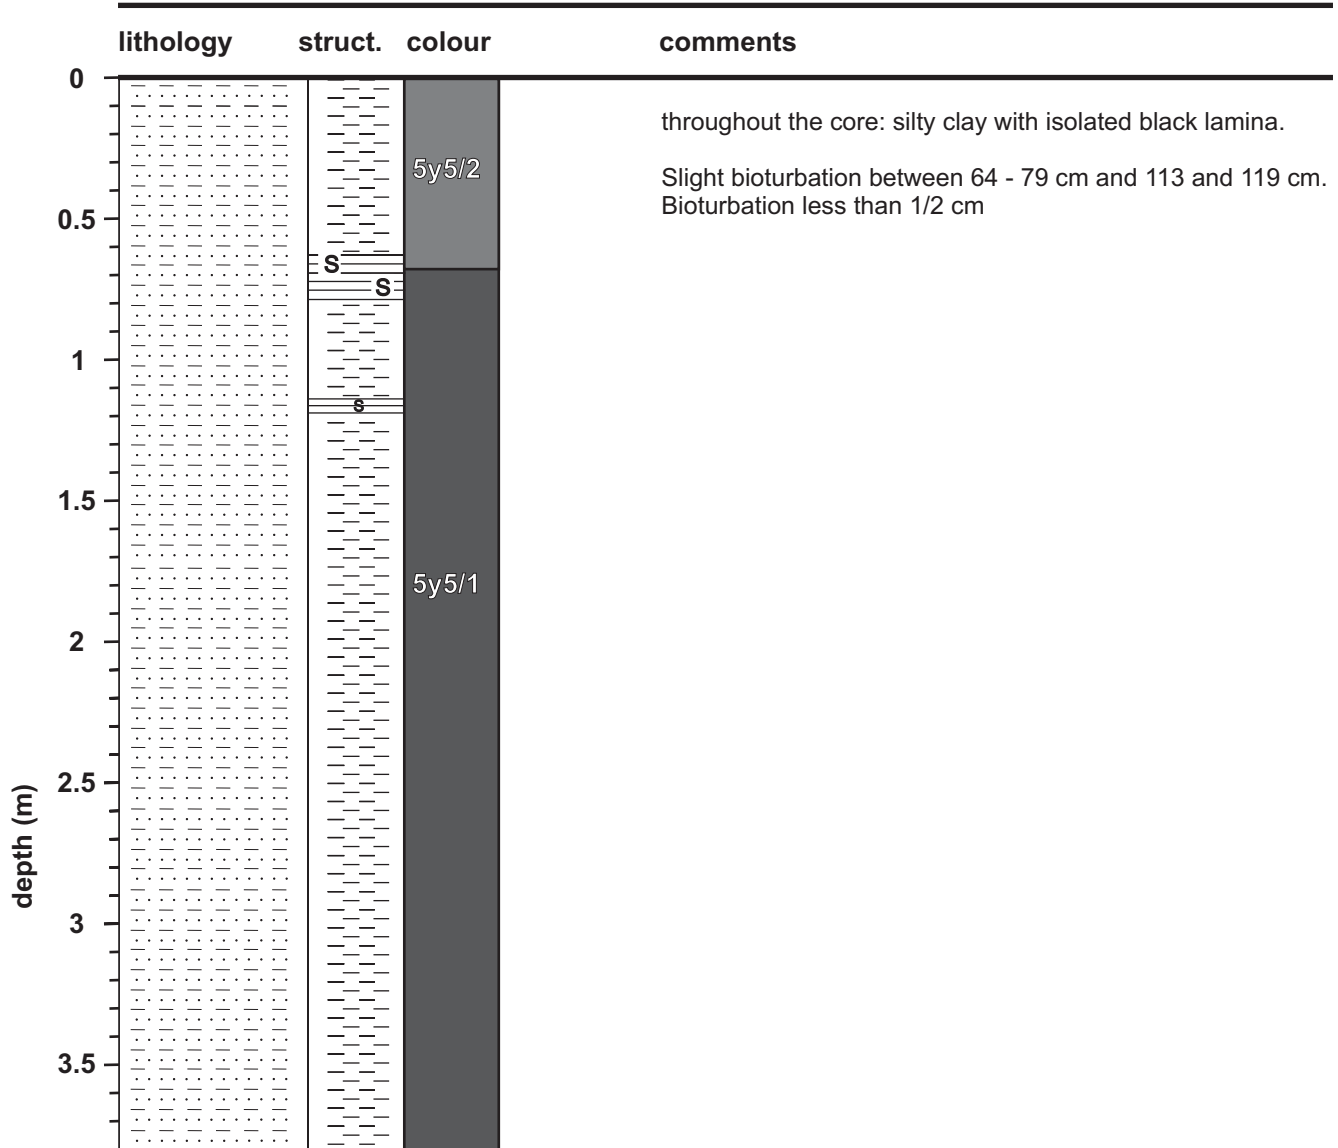 lithology struct. colour comments
0
throughout the core: silty clay with isolated black lamina.
5y5/2
Slight bioturbation between 64 - 79 cm and 113 and 119 cm.
Bioturbation less than 1/2 cm
0.5
S
S
1
s
1.5
5y5/1
2
2.5
depth (m)
3
3.5